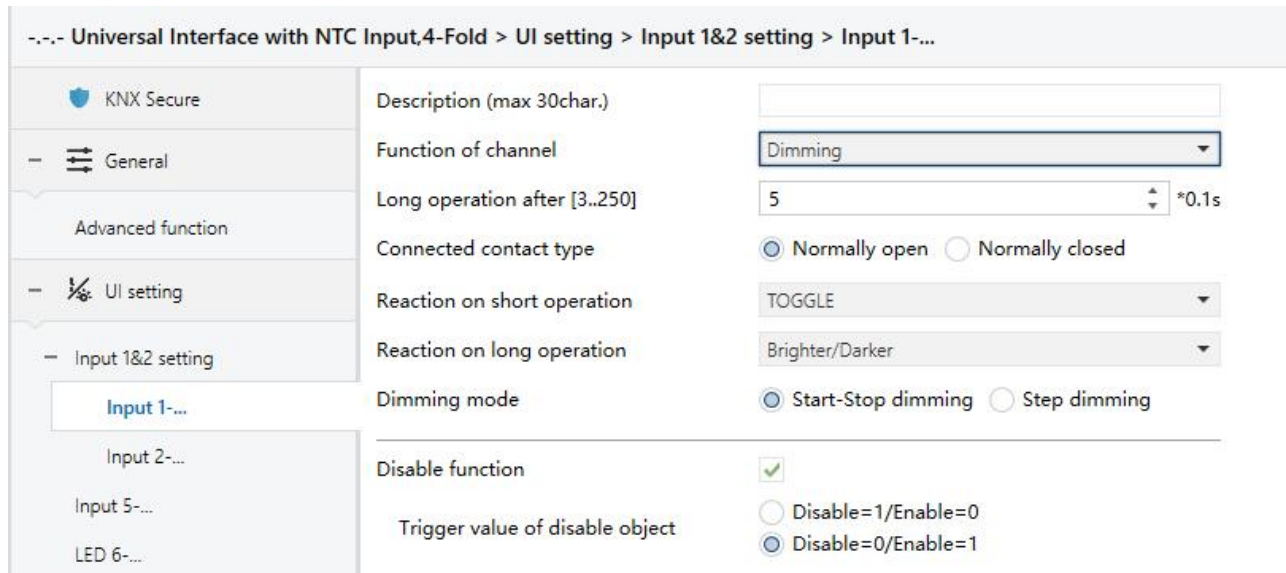 -.-.- Universal Interface with NTC Input,4-Fold > UI setting > Input 1&2 setting > Input 1-...
KNX Secure
General
Advanced function
UI setting
Input 1&2 setting
Input 1-...
Input 2-...
Input 5-...
LED 6-...
Description (max 30char.)
Function of channel Dimming
Long operation after [3..250] 5 *0.1s
Connected contact type Normally open Normally closed
Reaction on short operation TOGGLE
Reaction on long operation Brighter/Darker
Dimming mode Start-Stop dimming Step dimming
Disable function
Trigger value of disable object Disable=1/Enable=0
Disable=0/Enable=1